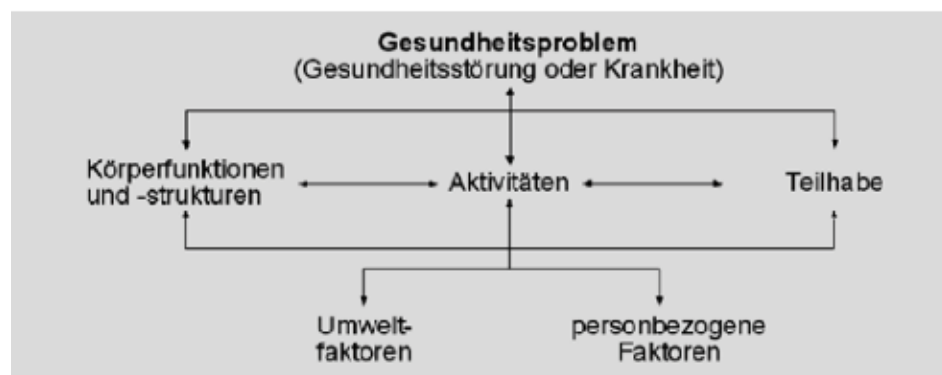 Gesundheitsproblem
(Gesundheitsstörung oder Krankheit)
Körperfunktionen
und -strukturen
Aktivitäten
Teilhabe
Umwelt-
faktoren
personbezogene
Faktoren